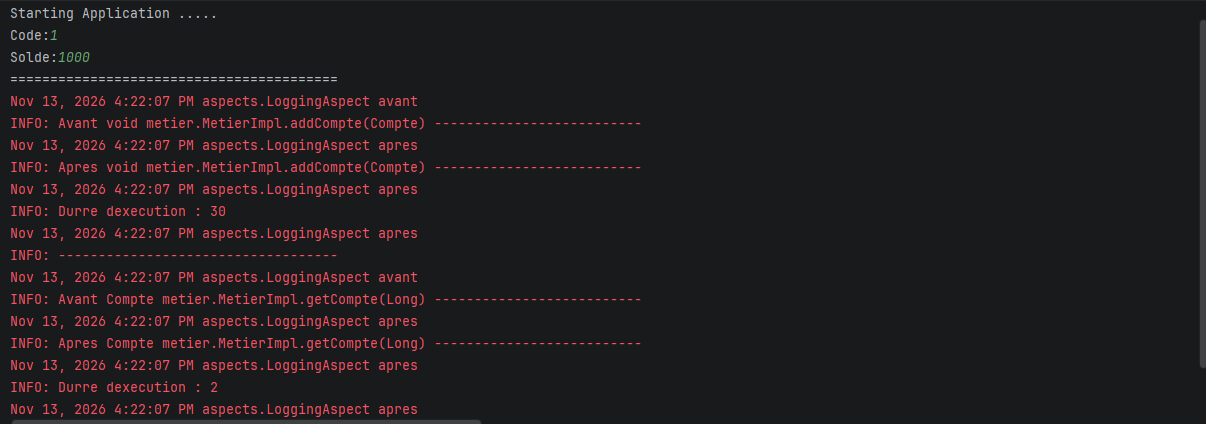 Starting Application .....
Code:1
Solde:1000
=========================================
Nov 13, 2026 4:22:07 PM aspects.LoggingAspect avant
INFO: Avant void metier.MetierImpl.addCompte(Compte) --------------------------
Nov 13, 2026 4:22:07 PM aspects.LoggingAspect apres
INFO: Apres void metier.MetierImpl.addCompte(Compte) --------------------------
Nov 13, 2026 4:22:07 PM aspects.LoggingAspect apres
INFO: Durre dexecution : 30
Nov 13, 2026 4:22:07 PM aspects.LoggingAspect apres
INFO: -----------------------------------
Nov 13, 2026 4:22:07 PM aspects.LoggingAspect avant
INFO: Avant Compte metier.MetierImpl.getCompte(Long) --------------------------
Nov 13, 2026 4:22:07 PM aspects.LoggingAspect apres
INFO: Apres Compte metier.MetierImpl.getCompte(Long) --------------------------
Nov 13, 2026 4:22:07 PM aspects.LoggingAspect apres
INFO: Durre dexecution : 2
Nov 13, 2026 4:22:07 PM aspects.LoggingAspect apres